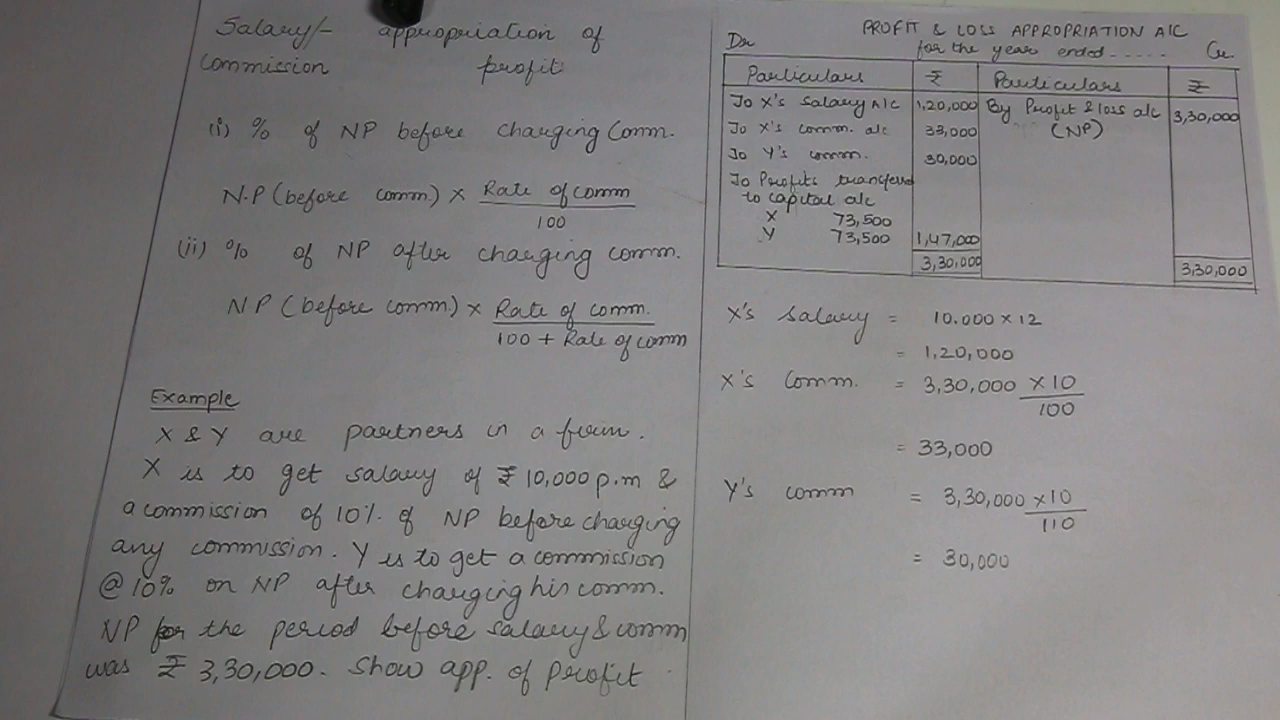 Salary/- appropriation of
Commission profit
(i) % of NP before charging Comm.
N.P (before comm.) × Rate of comm
100
(ii) % of NP after charging comm.
NP (before comm.) × Rate of comm.
100 + Rate of comm
Example
X & Y are partners in a firm.
X is to get salary of ₹ 10,000 p.m &
a commission of 10% of NP before charging
any commission. Y is to get a commission
@ 10% on NP after charging his comm.
NP for the period before salary & comm
was ₹ 3,30,000. Show app. of profit
PROFIT & LOSS APPROPRIATION A/C
Dr for the year ended ..... Cr.
Particulars ₹ Particulars ₹
To X's Salary A/c 1,20,000 By Profit & loss a/c 3,30,000
To X's comm. a/c 33,000 (NP)
To Y's comm. 30,000
To Profits transferred
to capital a/c
X 73,500
Y 73,500 1,47,000
3,30,000 3,30,000
X's Salary = 10.000 × 12
= 1,20,000
X's Comm. = 3,30,000 × 10
100
= 33,000
Y's comm = 3,30,000 × 10
110
= 30,000